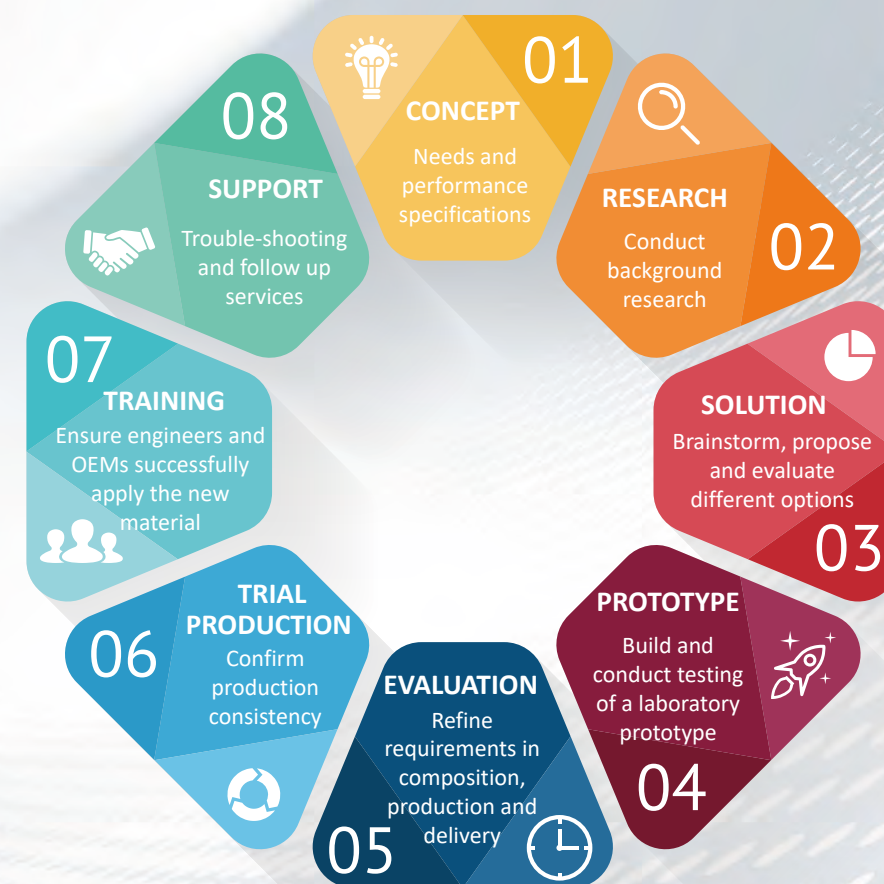 01
CONCEPT
Needs and
performance
specifications
RESEARCH
02
Conduct
background
research
SOLUTION
Brainstorm, propose
and evaluate
different options
03
PROTOTYPE
Build and
conduct testing
of a laboratory
prototype
04
EVALUATION
Refine
requirements in
composition,
production and
delivery
05
TRIAL
PRODUCTION
06
Confirm
production
consistency
07
TRAINING
Ensure engineers and
OEMs successfully
apply the new
material
08
SUPPORT
Trouble-shooting
and follow up
services